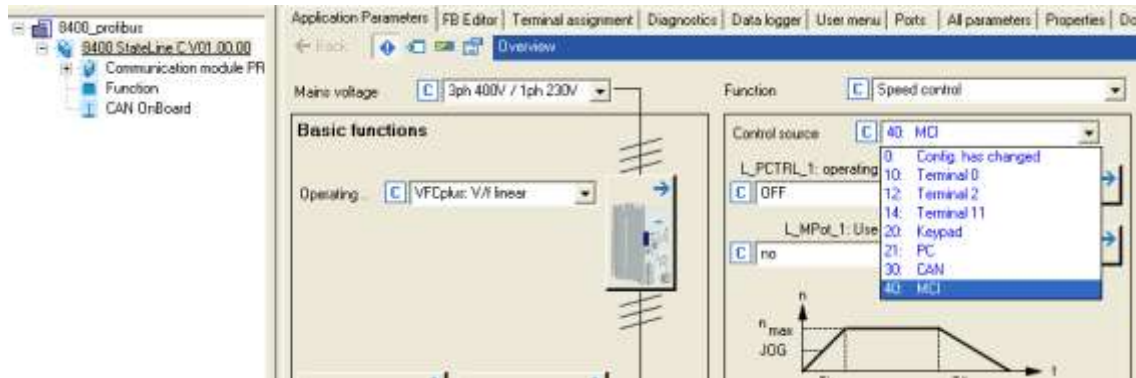 8400_profibus
8400 StateLine C V01.00.00
Communication module PR
Function
CAN OnBoard
Application Parameters FB Editor Terminal assignment Diagnostics Data logger User menu Ports All parameters Properties Do
Back Overview
Mains voltage C 3ph 400V / 1ph 230V
Function C Speed control
Basic functions
Operating... C VFCplus: V/f linear
Control source C 40: MCI
0: Config. has changed
10: Terminal 0
12: Terminal 2
14: Terminal 11
20: Keypad
21: PC
30: CAN
40: MCI
L_PCTRL_1: operating
C OFF
L_MPot_1: Use
C no
n
n max
JOG
t